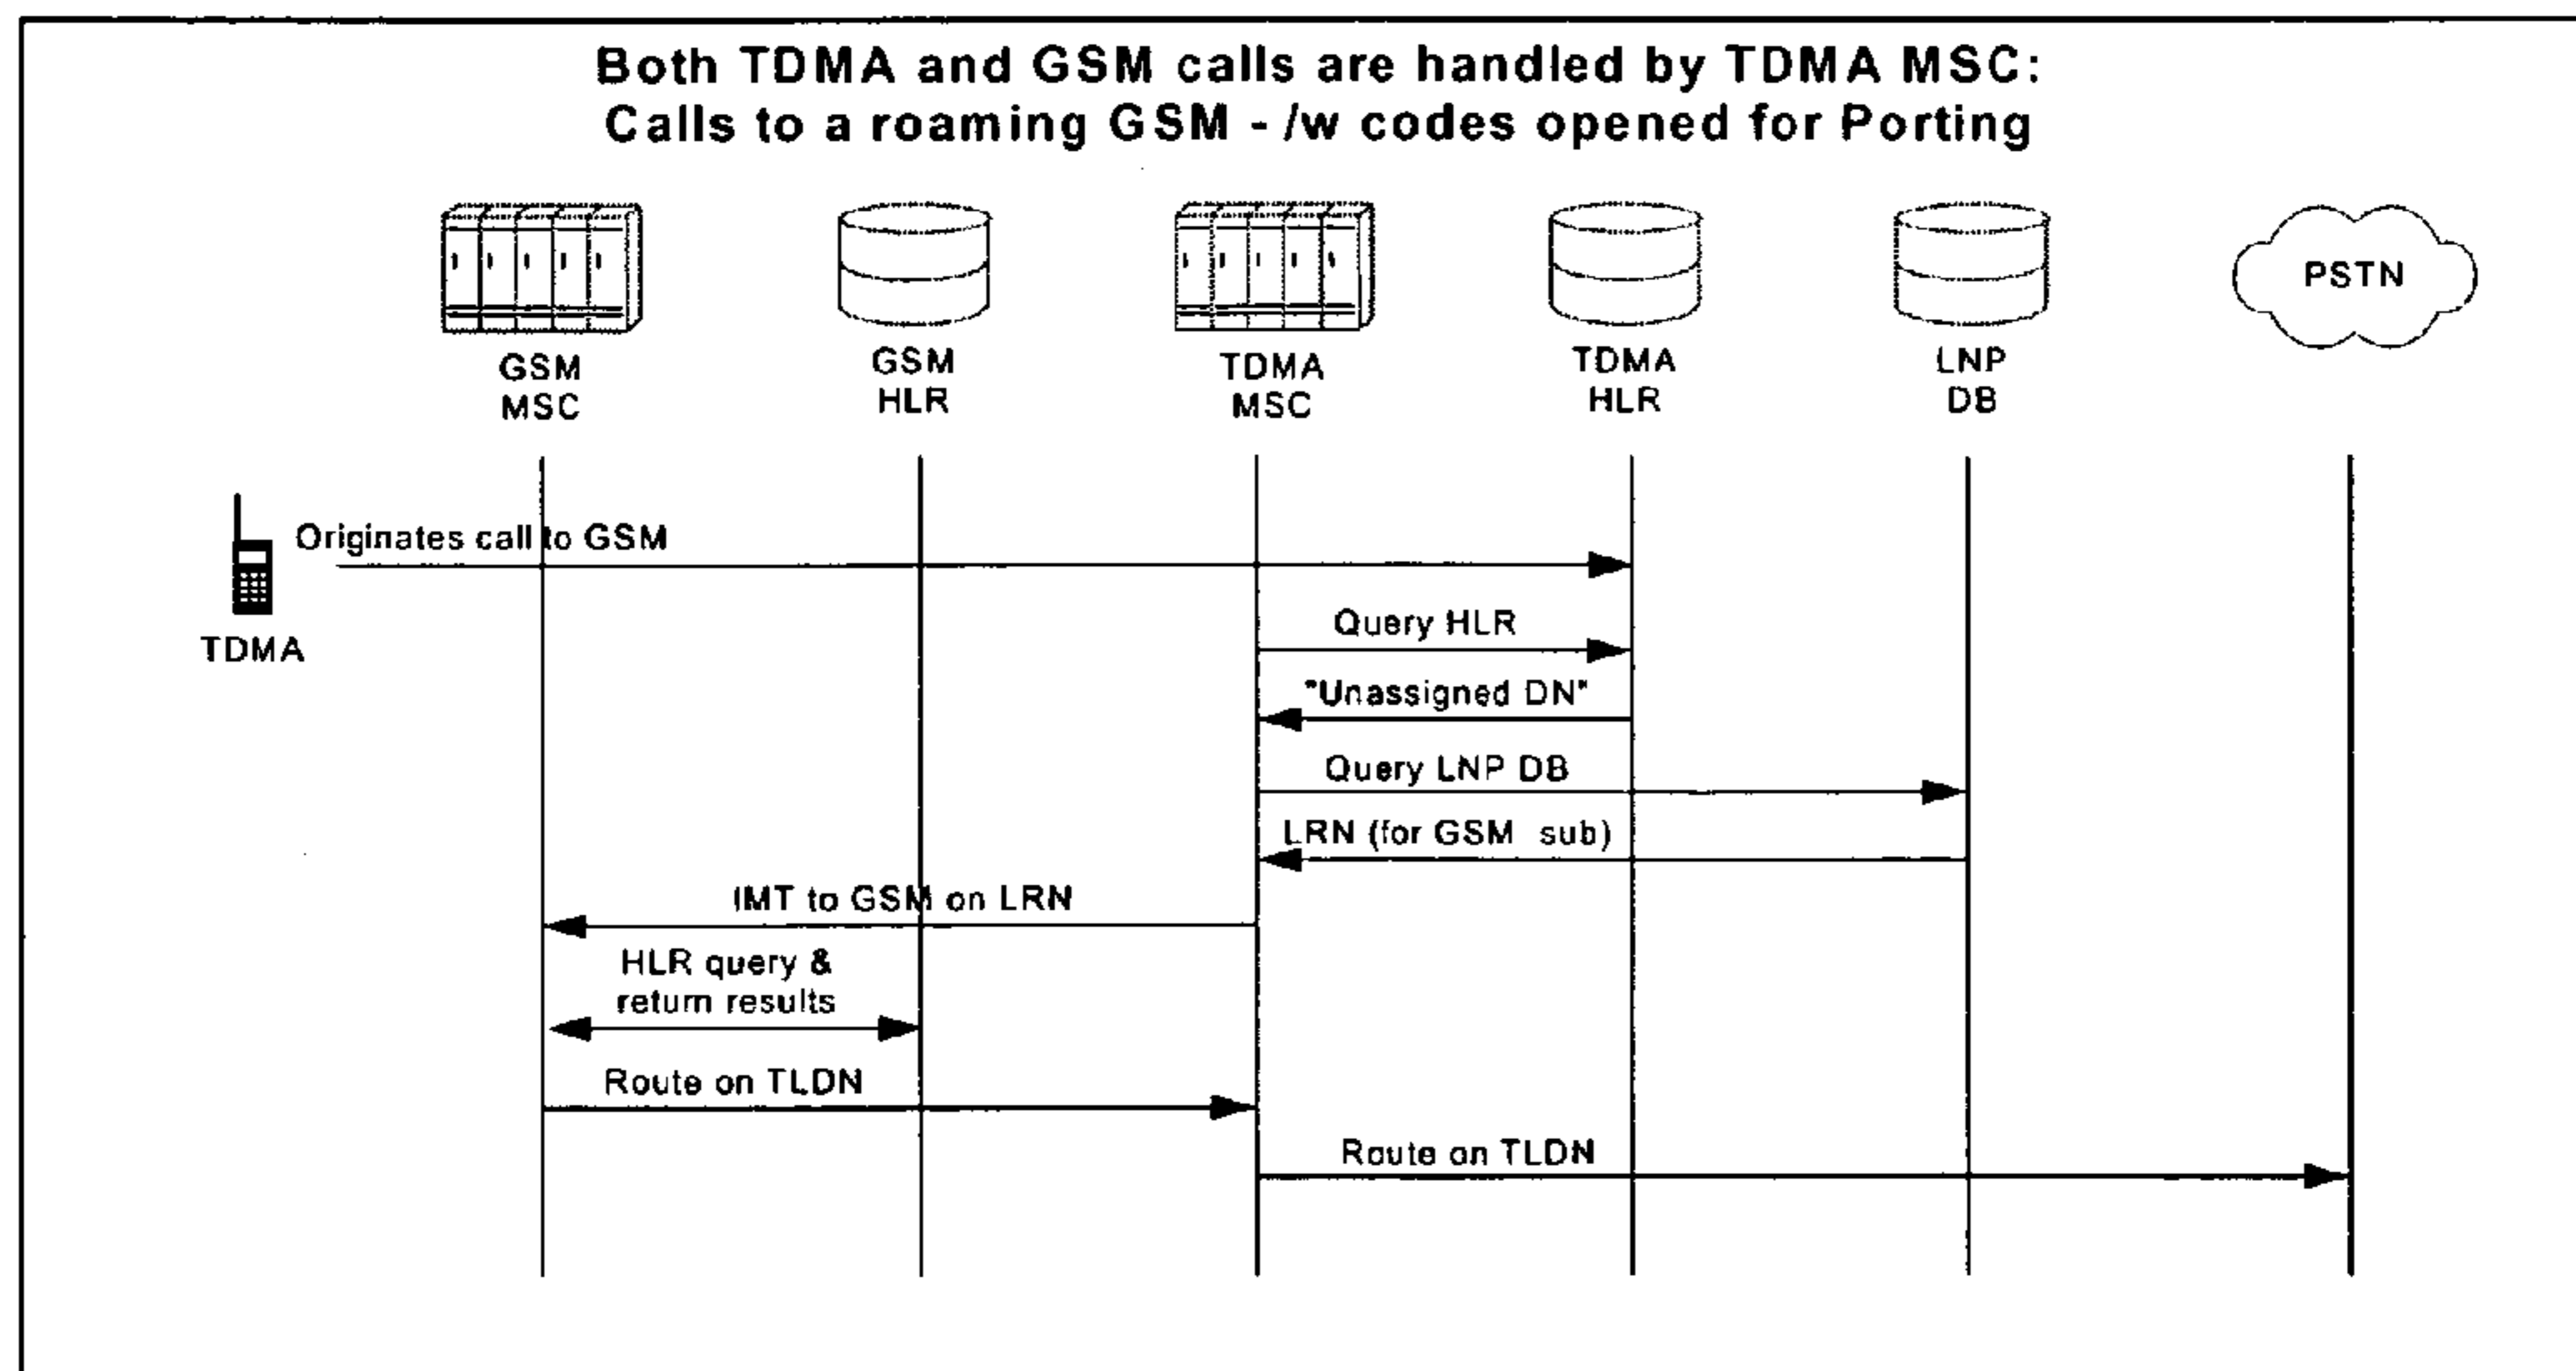 Both TDMA and GSM calls are handled by TDMA MSC:
Calls to a roaming GSM - /w codes opened for Porting
GSM
MSC
GSM
HLR
TDMA
MSC
TDMA
HLR
LNP
DB
PSTN
TDMA
Originates call to GSM
Query HLR
"Unassigned DN"
Query LNP DB
LRN (for GSM sub)
IMT to GSM on LRN
HLR query &
return results
Route on TLDN
Route on TLDN